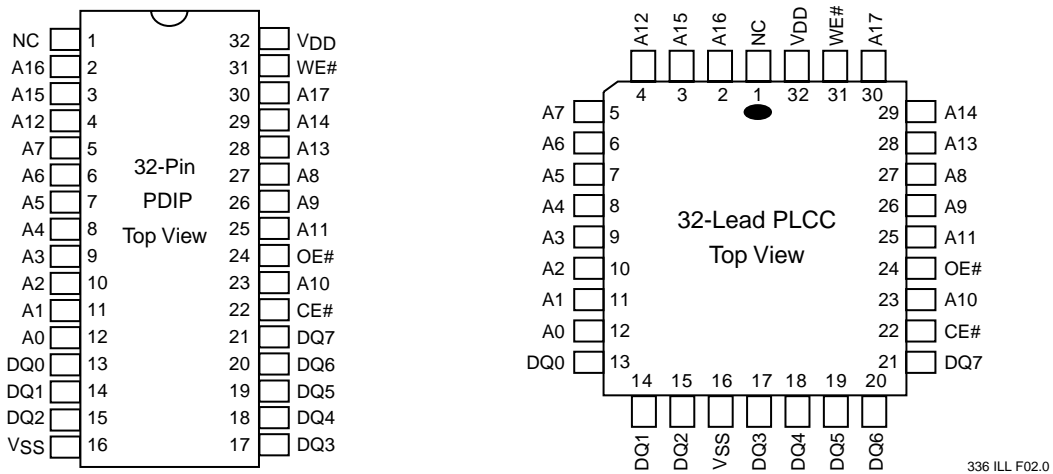 NC 1 32 VDD
A16 2 31 WE#
A15 3 30 A17
A12 4 29 A14
A7 5 28 A13
A6 6 27 A8
A5 7 26 A9
A4 8 25 A11
A3 9 24 OE#
A2 10 23 A10
A1 11 22 CE#
A0 12 21 DQ7
DQ0 13 20 DQ6
DQ1 14 19 DQ5
DQ2 15 18 DQ4
VSS 16 17 DQ3
32-Pin
PDIP
Top View
A12 A15 A16 NC VDD WE# A17
4 3 2 1 32 31 30
A7 5 29 A14
A6 6 28 A13
A5 7 27 A8
A4 8 26 A9
A3 9 25 A11
A2 10 24 OE#
A1 11 23 A10
A0 12 22 CE#
DQ0 13 21 DQ7
32-Lead PLCC
Top View
14 15 16 17 18 19 20
DQ1 DQ2 VSS DQ3 DQ4 DQ5 DQ6
336 ILL F02.0